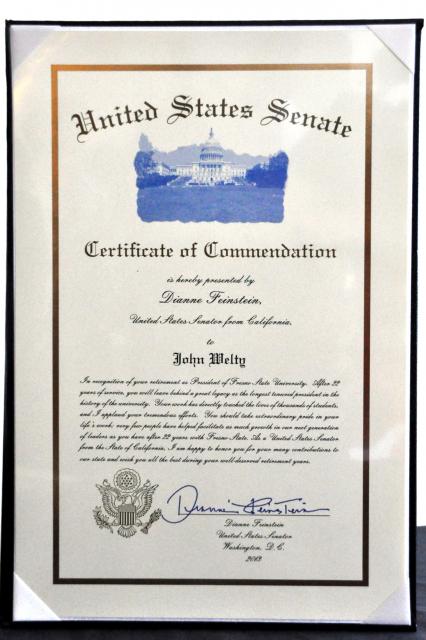 United States Senate
Certificate of Commendation
is hereby presented by
Dianne Feinstein,
United States Senator from California,
to
John Welty
In recognition of your retirement as President of Fresno State University. After 22
years of service, you will leave behind a great legacy as the longest tenured president in the
history of the university. Your work has directly touched the lives of thousands of students,
and I applaud your tremendous efforts. You should take extraordinary pride in your
life's work; very few people have helped facilitate as much growth in our next generation
of leaders as you have after 22 years with Fresno State. As a United States Senator
from the State of California, I am happy to honor you for your many contributions to
our state and wish you all the best during your well-deserved retirement years.
Dianne Feinstein
Dianne Feinstein
United States Senator
Washington, D.C.
2013